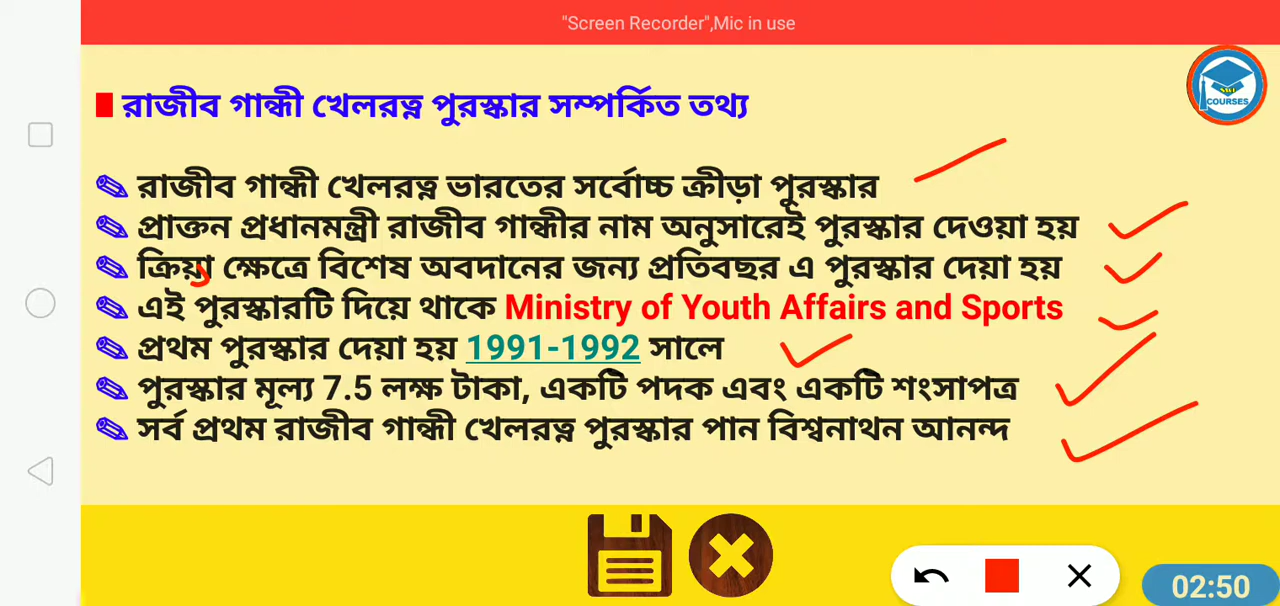 "Screen Recorder",Mic in use
রাজীব গান্ধী খেলরত্ন পুরস্কার সম্পর্কিত তথ্য
SWL
COURSES
রাজীব গান্ধী খেলরত্ন ভারতের সর্বোচ্চ ক্রীড়া পুরস্কার
প্রাক্তন প্রধানমন্ত্রী রাজীব গান্ধীর নাম অনুসারেই পুরস্কার দেওয়া হয়
ক্রিয়া ক্ষেত্রে বিশেষ অবদানের জন্য প্রতিবছর এ পুরস্কার দেয়া হয়
এই পুরস্কারটি দিয়ে থাকে Ministry of Youth Affairs and Sports
প্রথম পুরস্কার দেয়া হয় 1991-1992 সালে
পুরস্কার মূল্য 7.5 লক্ষ টাকা, একটি পদক এবং একটি শংসাপত্র
সর্ব প্রথম রাজীব গান্ধী খেলরত্ন পুরস্কার পান বিশ্বনাথন আনন্দ
02:50